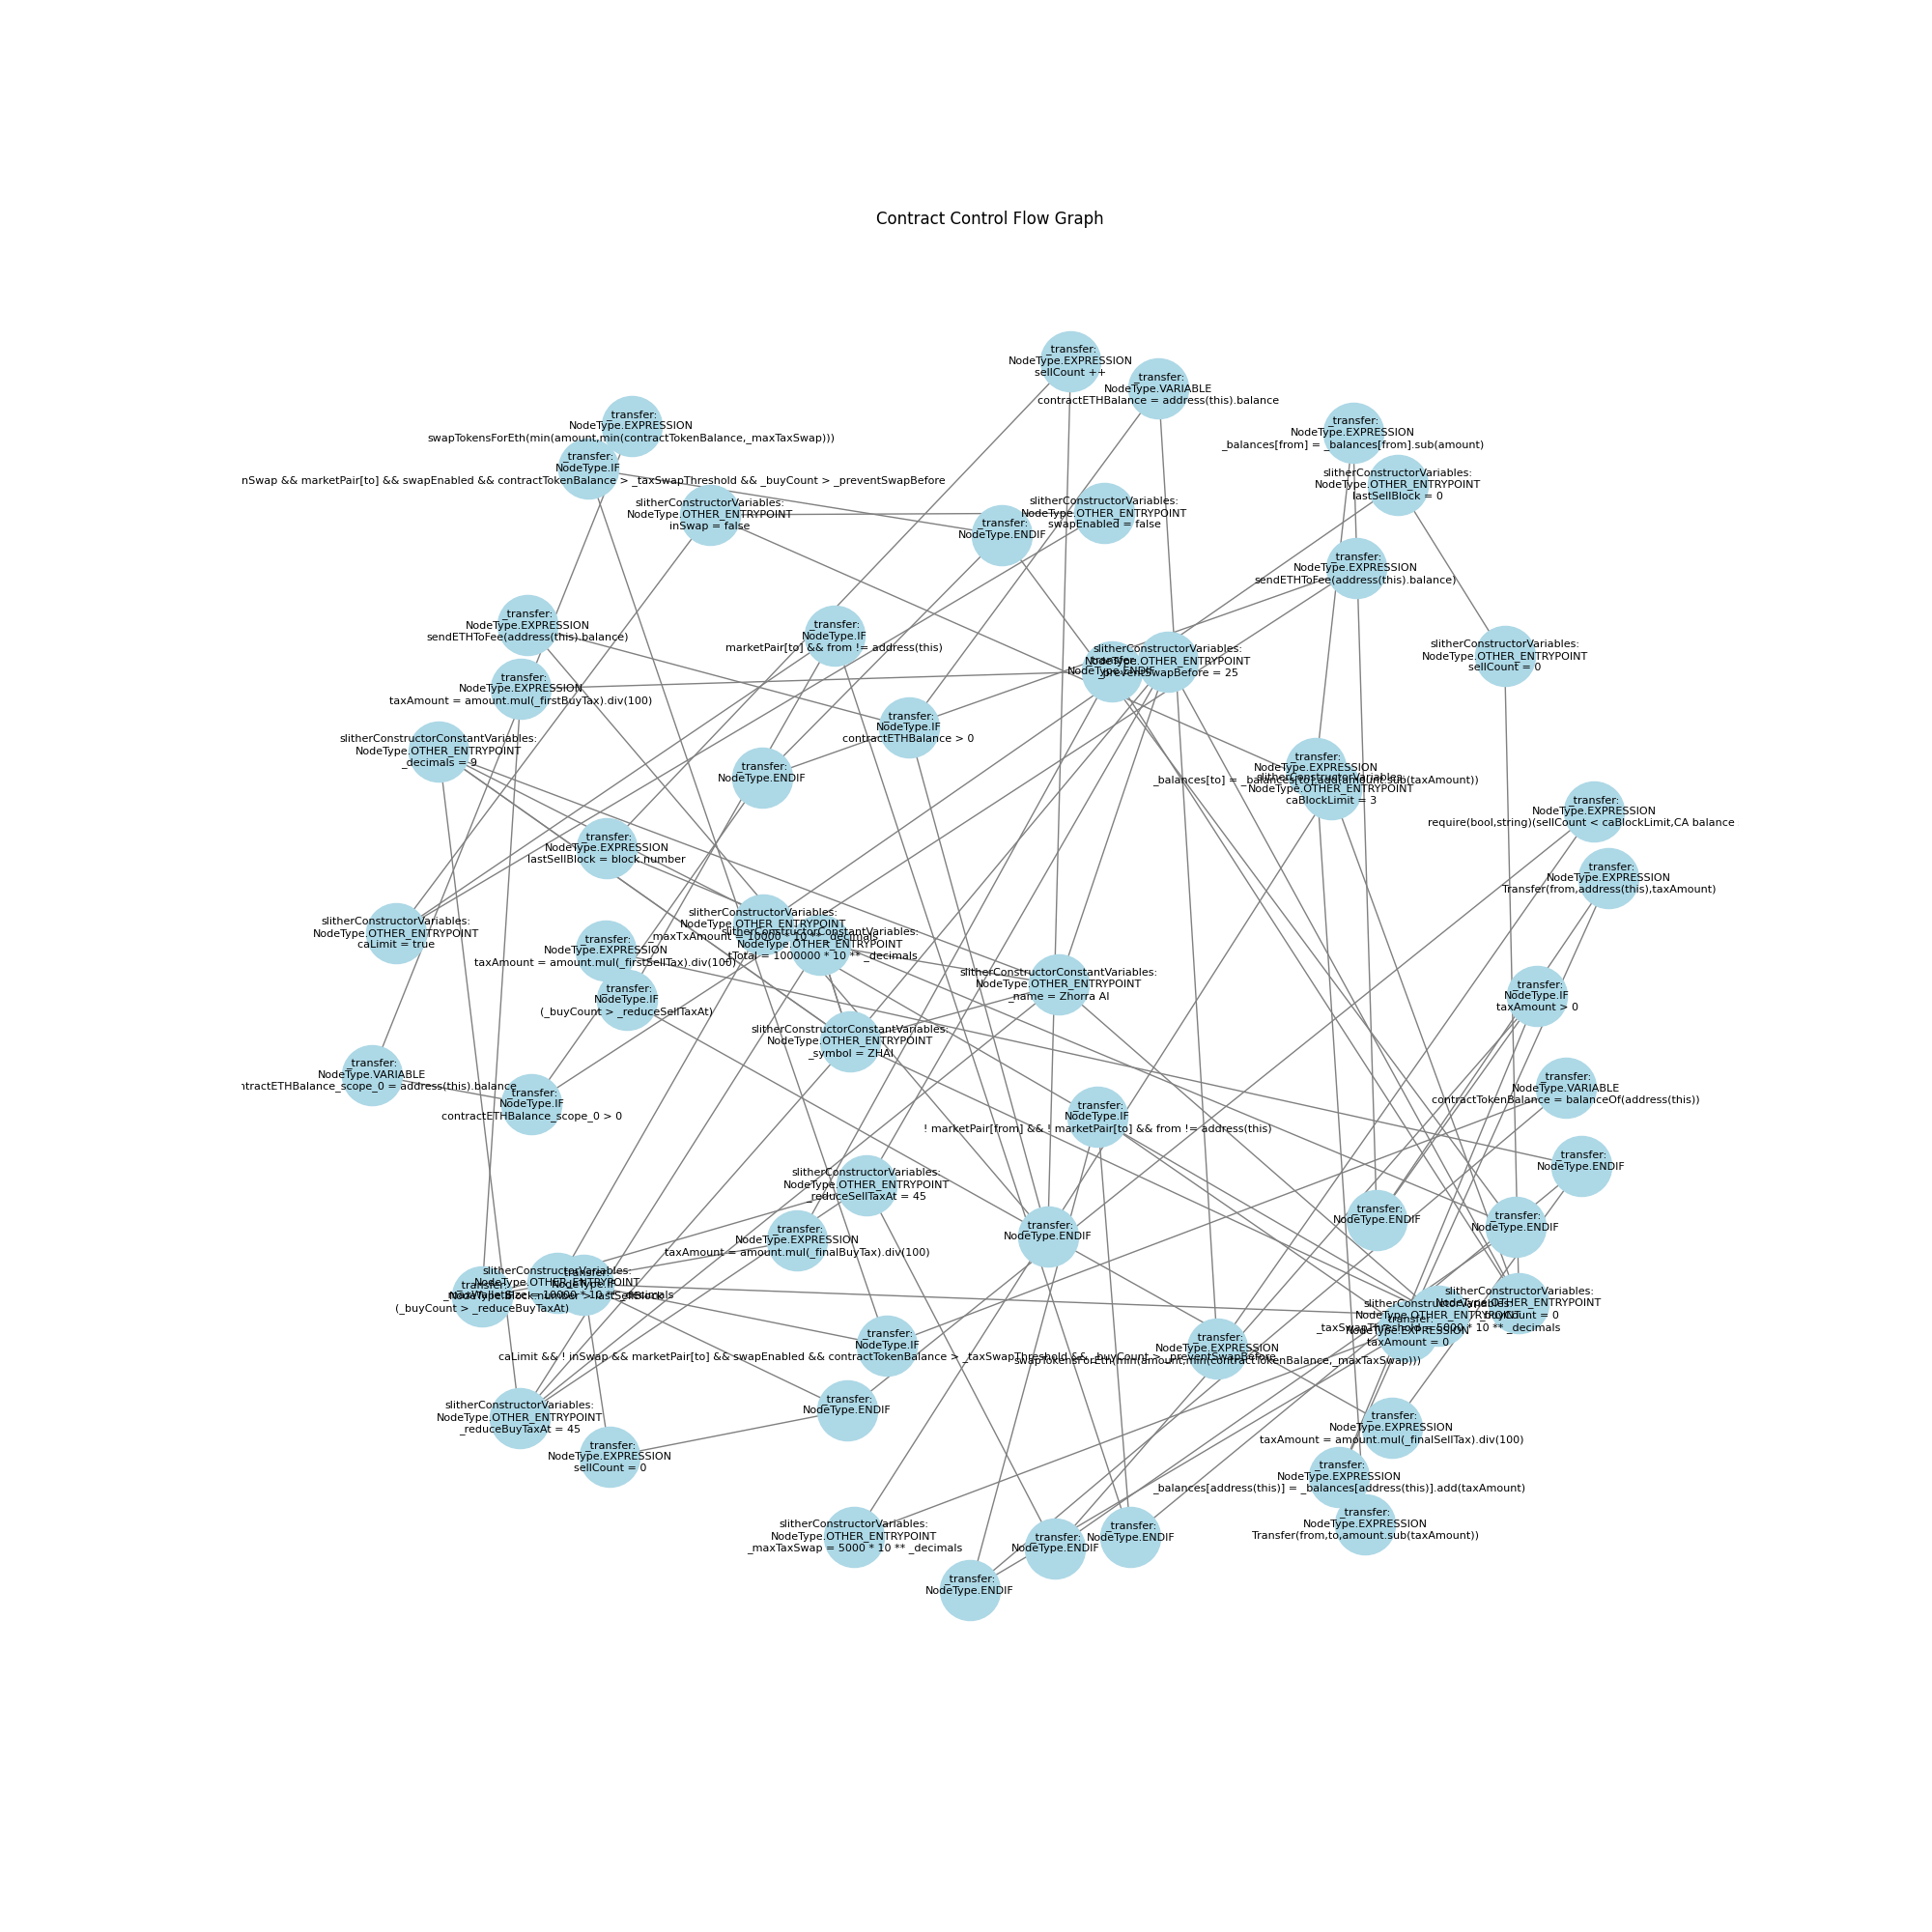 Contract Control Flow Graph
_transfer:
NodeType.EXPRESSION
sellCount ++
_transfer:
NodeType.VARIABLE
contractETHBalance = address(this).balance
_transfer:
NodeType.EXPRESSION
swapTokensForEth(min(amount,min(contractTokenBalance,_maxTaxSwap)))
_transfer:
NodeType.EXPRESSION
_balances[from] = _balances[from].sub(amount)
_transfer:
NodeType.IF
nSwap && marketPair[to] && swapEnabled && contractTokenBalance > _taxSwapThreshold && _buyCount > _preventSwapBefore
slitherConstructorVariables:
NodeType.OTHER_ENTRYPOINT
lastSellBlock = 0
slitherConstructorVariables:
NodeType.OTHER_ENTRYPOINT
inSwap = false
slitherConstructorVariables:
NodeType.OTHER_ENTRYPOINT
swapEnabled = false
_transfer:
NodeType.ENDIF
_transfer:
NodeType.EXPRESSION
sendETHToFee(address(this).balance)
_transfer:
NodeType.EXPRESSION
sendETHToFee(address(this).balance)
_transfer:
NodeType.IF
marketPair[to] && from != address(this)
slitherConstructorVariables:
NodeType.OTHER_ENTRYPOINT
_preventSwapBefore = 25
_transfer:
NodeType.ENDIF
slitherConstructorVariables:
NodeType.OTHER_ENTRYPOINT
sellCount = 0
_transfer:
NodeType.EXPRESSION
taxAmount = amount.mul(_firstBuyTax).div(100)
_transfer:
NodeType.IF
contractETHBalance > 0
slitherConstructorConstantVariables:
NodeType.OTHER_ENTRYPOINT
_decimals = 9
_transfer:
NodeType.ENDIF
_transfer:
NodeType.EXPRESSION
_balances[to] = _balances[to].add(amount.sub(taxAmount))
slitherConstructorVariables:
NodeType.OTHER_ENTRYPOINT
caBlockLimit = 3
_transfer:
NodeType.EXPRESSION
require(bool,string)(sellCount < caBlockLimit,CA balance
_transfer:
NodeType.EXPRESSION
lastSellBlock = block.number
_transfer:
NodeType.EXPRESSION
Transfer(from,address(this),taxAmount)
slitherConstructorVariables:
NodeType.OTHER_ENTRYPOINT
caLimit = true
slitherConstructorVariables:
NodeType.OTHER_ENTRYPOINT
_maxTxAmount = 10000 * 10 ** _decimals
slitherConstructorConstantVariables:
NodeType.OTHER_ENTRYPOINT
_tTotal = 1000000 * 10 ** _decimals
_transfer:
NodeType.EXPRESSION
taxAmount = amount.mul(_firstSellTax).div(100)
slitherConstructorConstantVariables:
NodeType.OTHER_ENTRYPOINT
_name = Zhorra AI
_transfer:
NodeType.IF
(_buyCount > _reduceSellTaxAt)
_transfer:
NodeType.IF
taxAmount > 0
slitherConstructorConstantVariables:
NodeType.OTHER_ENTRYPOINT
_symbol = ZHAI
_transfer:
NodeType.VARIABLE
ntractETHBalance_scope_0 = address(this).balance
_transfer:
NodeType.IF
contractETHBalance_scope_0 > 0
_transfer:
NodeType.VARIABLE
contractTokenBalance = balanceOf(address(this))
_transfer:
NodeType.IF
! marketPair[from] && ! marketPair[to] && from != address(this)
_transfer:
NodeType.ENDIF
slitherConstructorVariables:
NodeType.OTHER_ENTRYPOINT
_reduceSellTaxAt = 45
_transfer:
NodeType.ENDIF
_transfer:
NodeType.ENDIF
_transfer:
NodeType.ENDIF
_transfer:
NodeType.EXPRESSION
taxAmount = amount.mul(_finalBuyTax).div(100)
slitherConstructorVariables:
NodeType.OTHER_ENTRYPOINT
_maxWalletSize = 10000 * 10 ** _decimals
_transfer:
NodeType.IF
block.number > lastSellBlock
_transfer:
NodeType.IF
(_buyCount > _reduceBuyTaxAt)
slitherConstructorVariables:
NodeType.OTHER_ENTRYPOINT
_buyCount = 0
slitherConstructorVariables:
NodeType.OTHER_ENTRYPOINT
_taxSwapThreshold = 5000 * 10 ** _decimals
_transfer:
NodeType.EXPRESSION
taxAmount = 0
_transfer:
NodeType.IF
caLimit && ! inSwap && marketPair[to] && swapEnabled && contractTokenBalance > _taxSwapThreshold && _buyCount > _preventSwapBefore
_transfer:
NodeType.EXPRESSION
swapTokensForEth(min(amount,min(contractTokenBalance,_maxTaxSwap)))
_transfer:
NodeType.ENDIF
slitherConstructorVariables:
NodeType.OTHER_ENTRYPOINT
_reduceBuyTaxAt = 45
_transfer:
NodeType.EXPRESSION
taxAmount = amount.mul(_finalSellTax).div(100)
_transfer:
NodeType.EXPRESSION
sellCount = 0
_transfer:
NodeType.EXPRESSION
_balances[address(this)] = _balances[address(this)].add(taxAmount)
_transfer:
NodeType.EXPRESSION
Transfer(from,to,amount.sub(taxAmount))
slitherConstructorVariables:
NodeType.OTHER_ENTRYPOINT
_maxTaxSwap = 5000 * 10 ** _decimals
_transfer:
NodeType.ENDIF
_transfer:
NodeType.ENDIF
_transfer:
NodeType.ENDIF